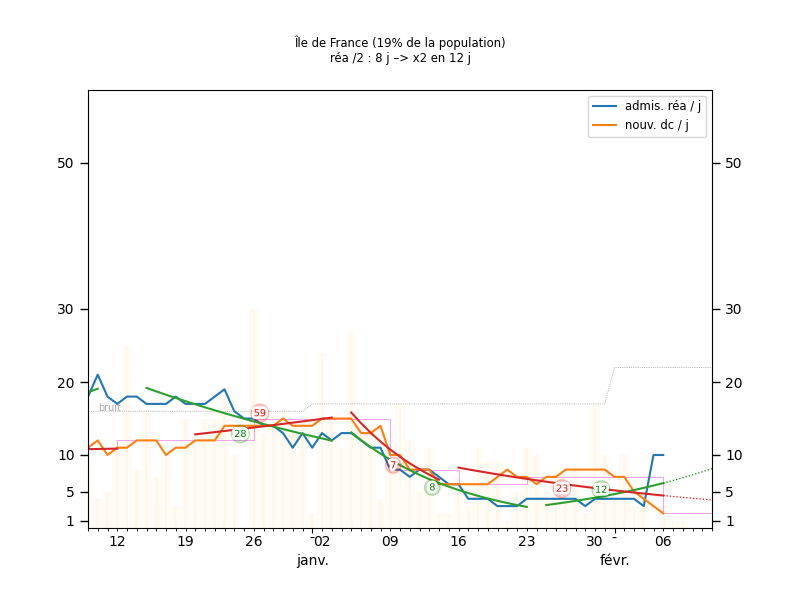 Île de France (19% de la population)
réa /2 : 8 j –> x2 en 12 j
admis. réa / j
nouv. dc / j
50 50
30 30
20 20
bruit
59
28
10 10
7
8
23
12
5 5
1 1
12 19 26 02 09 16 23 30 06
janv. févr.